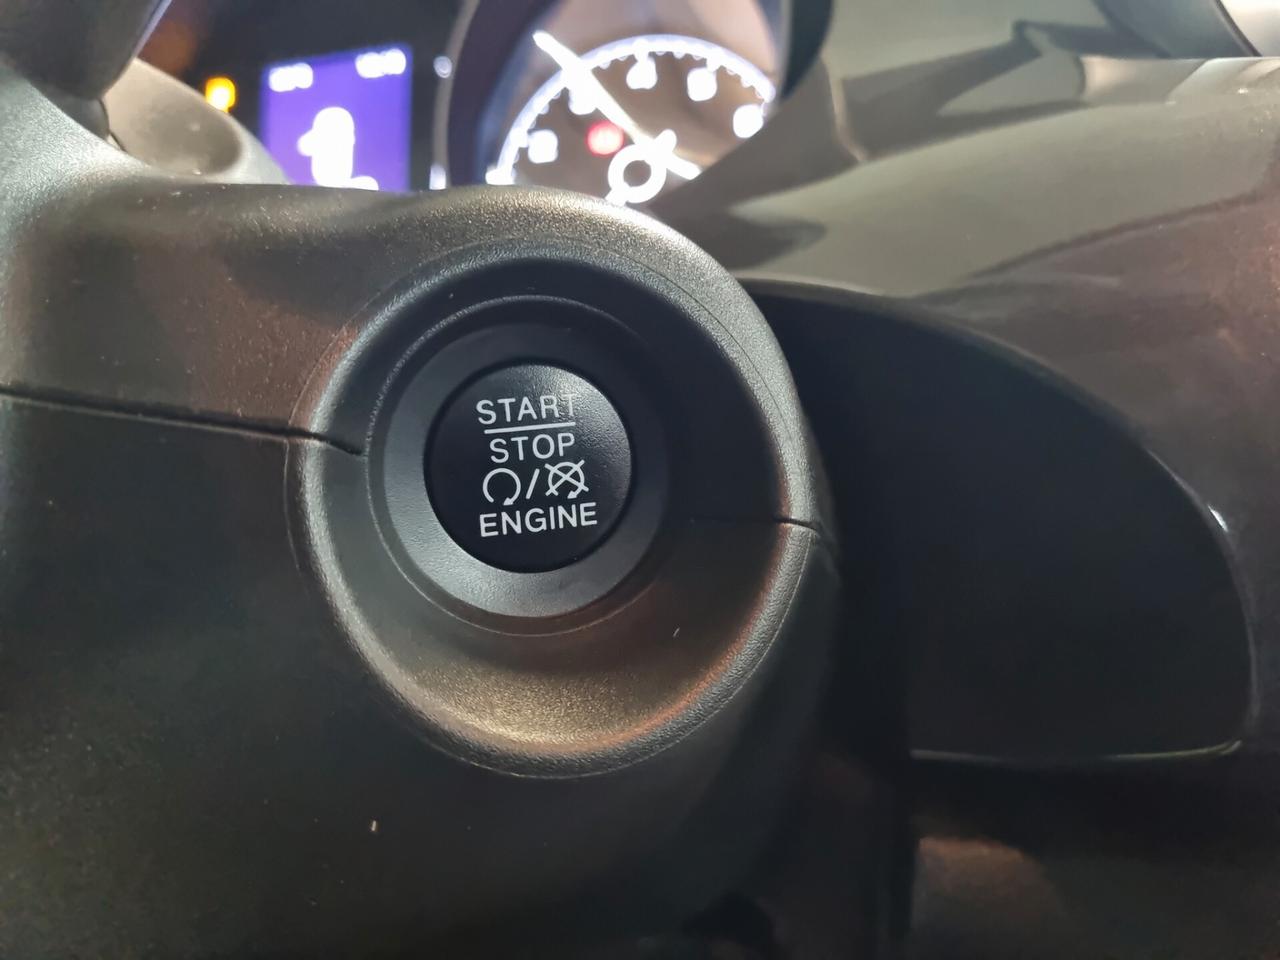 START
STOP
/
ENGINE